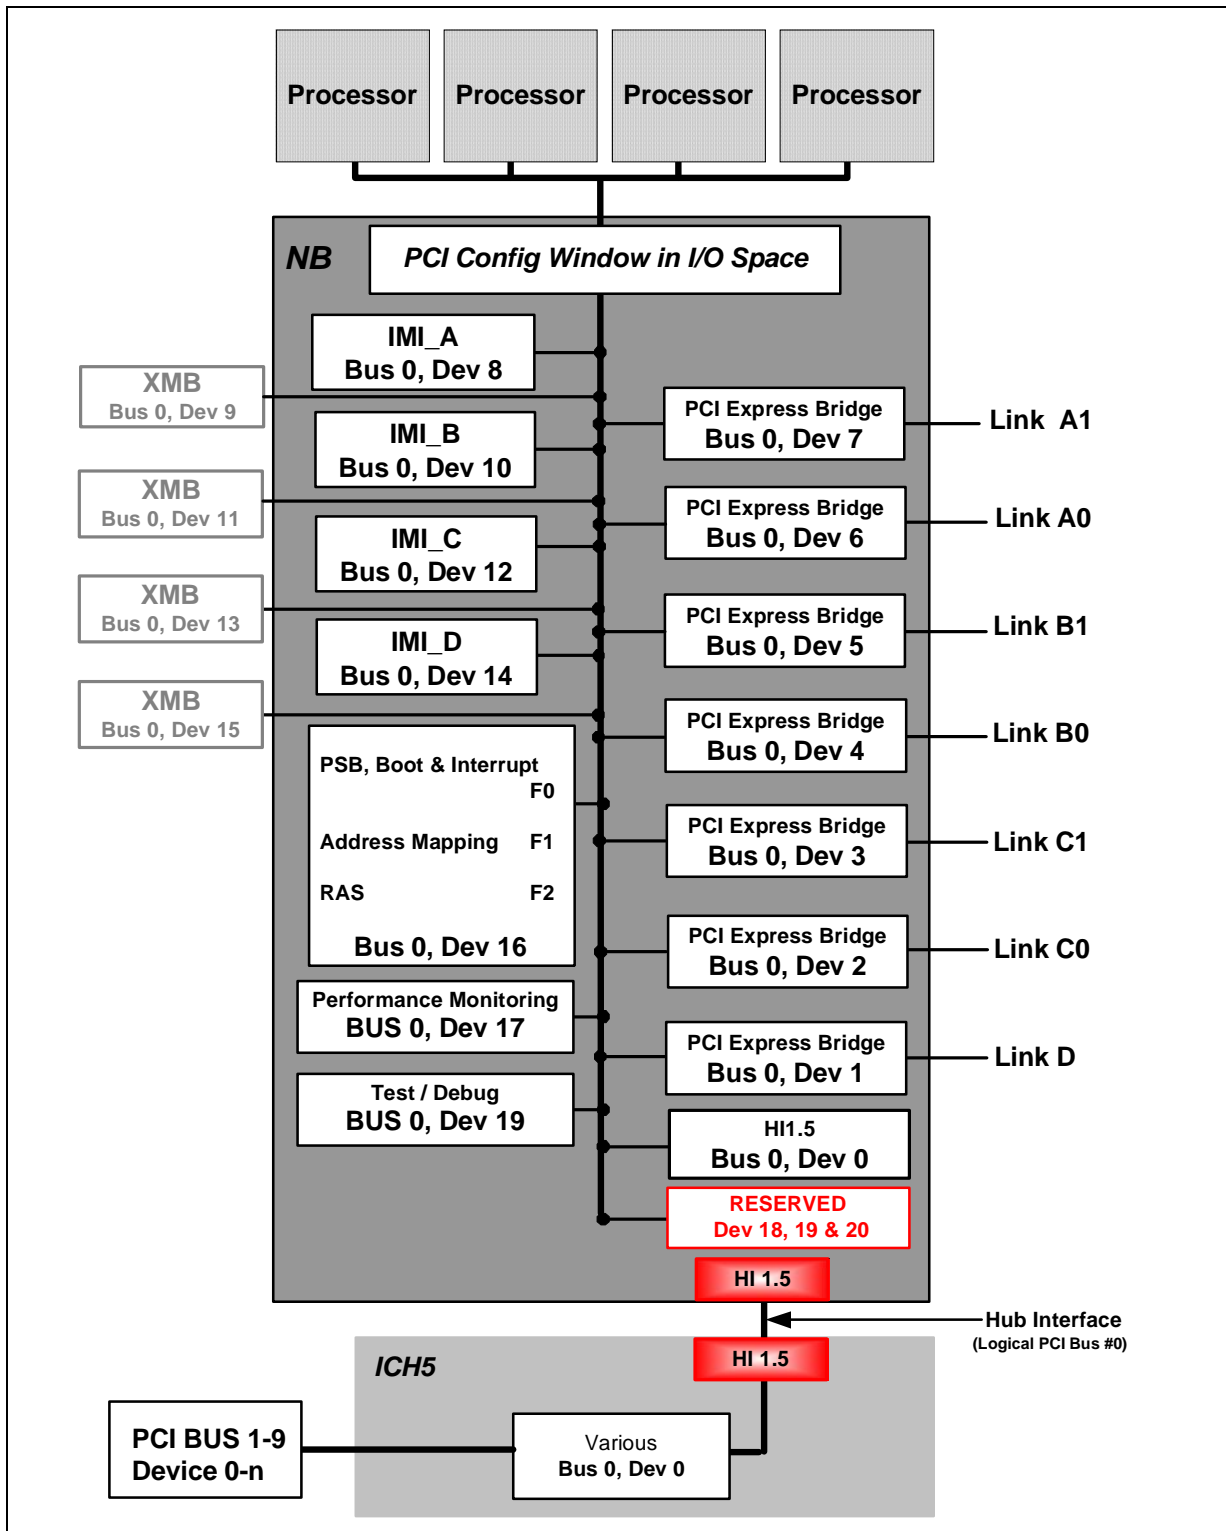 Processor
Processor
Processor
Processor
NB
PCI Config Window in I/O Space
IMI_A
Bus 0, Dev 8
XMB
Bus 0, Dev 9
PCI Express Bridge
Bus 0, Dev 7
Link A1
IMI_B
Bus 0, Dev 10
XMB
Bus 0, Dev 11
PCI Express Bridge
Bus 0, Dev 6
Link A0
IMI_C
Bus 0, Dev 12
XMB
Bus 0, Dev 13
PCI Express Bridge
Bus 0, Dev 5
Link B1
IMI_D
Bus 0, Dev 14
XMB
Bus 0, Dev 15
PCI Express Bridge
Bus 0, Dev 4
Link B0
PSB, Boot & Interrupt
F0
Address Mapping F1
RAS F2
Bus 0, Dev 16
PCI Express Bridge
Bus 0, Dev 3
Link C1
PCI Express Bridge
Bus 0, Dev 2
Link C0
Performance Monitoring
BUS 0, Dev 17
PCI Express Bridge
Bus 0, Dev 1
Link D
Test / Debug
BUS 0, Dev 19
HI1.5
Bus 0, Dev 0
RESERVED
Dev 18, 19 & 20
HI 1.5
Hub Interface
(Logical PCI Bus #0)
HI 1.5
ICH5
PCI BUS 1-9
Device 0-n
Various
Bus 0, Dev 0